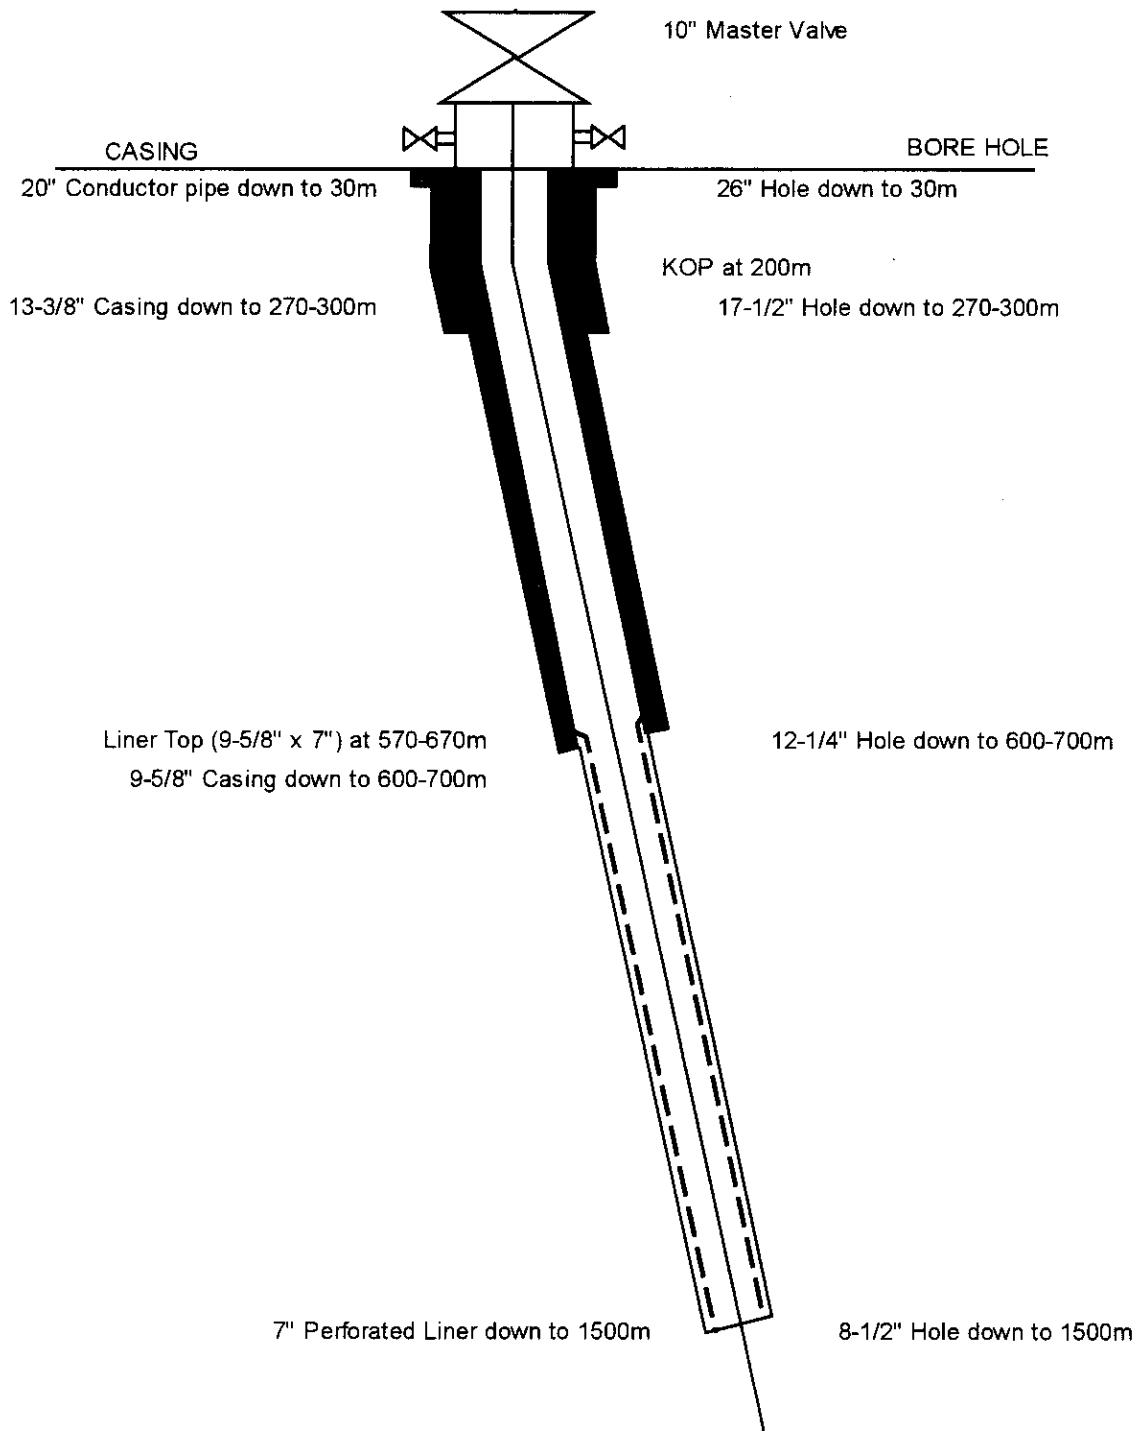 10" Master Valve
CASING
BORE HOLE
20" Conductor pipe down to 30m
26" Hole down to 30m
KOP at 200m
13-3/8" Casing down to 270-300m
17-1/2" Hole down to 270-300m
Liner Top (9-5/8" x 7") at 570-670m
12-1/4" Hole down to 600-700m
9-5/8" Casing down to 600-700m
7" Perforated Liner down to 1500m
8-1/2" Hole down to 1500m